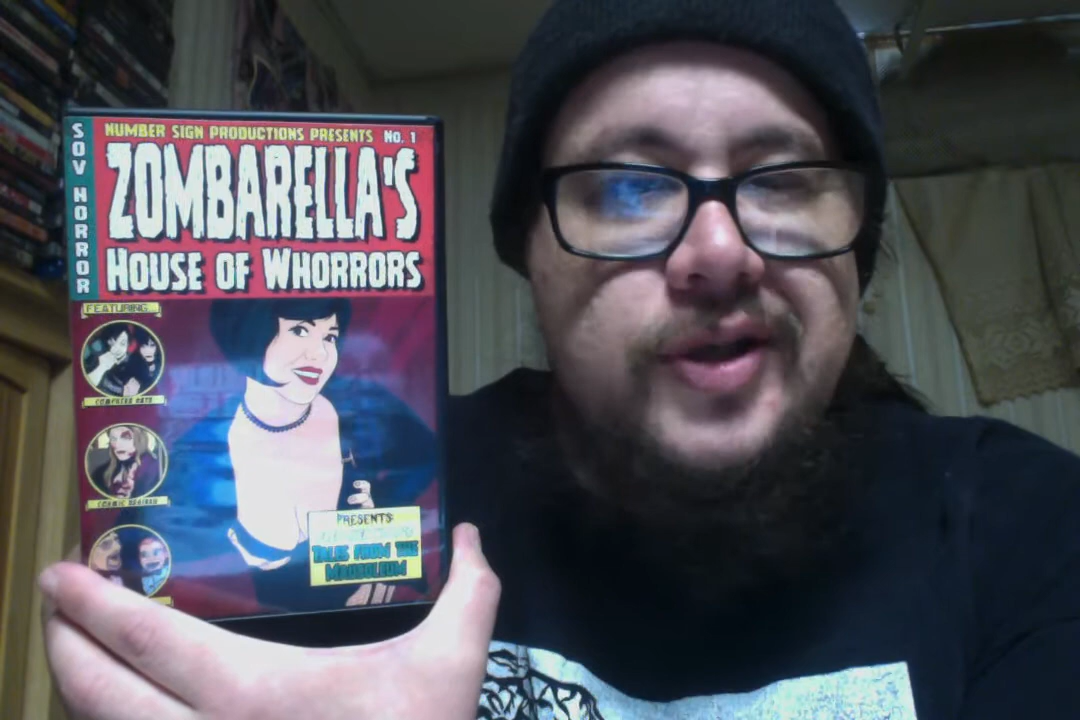 NUMBER SIGN PRODUCTIONS PRESENTS NO. 1
SOV HORROR
ZOMBARELLA'S
HOUSE OF WHORRORS
FEATURING...
PRESENTS
TALES FROM THE